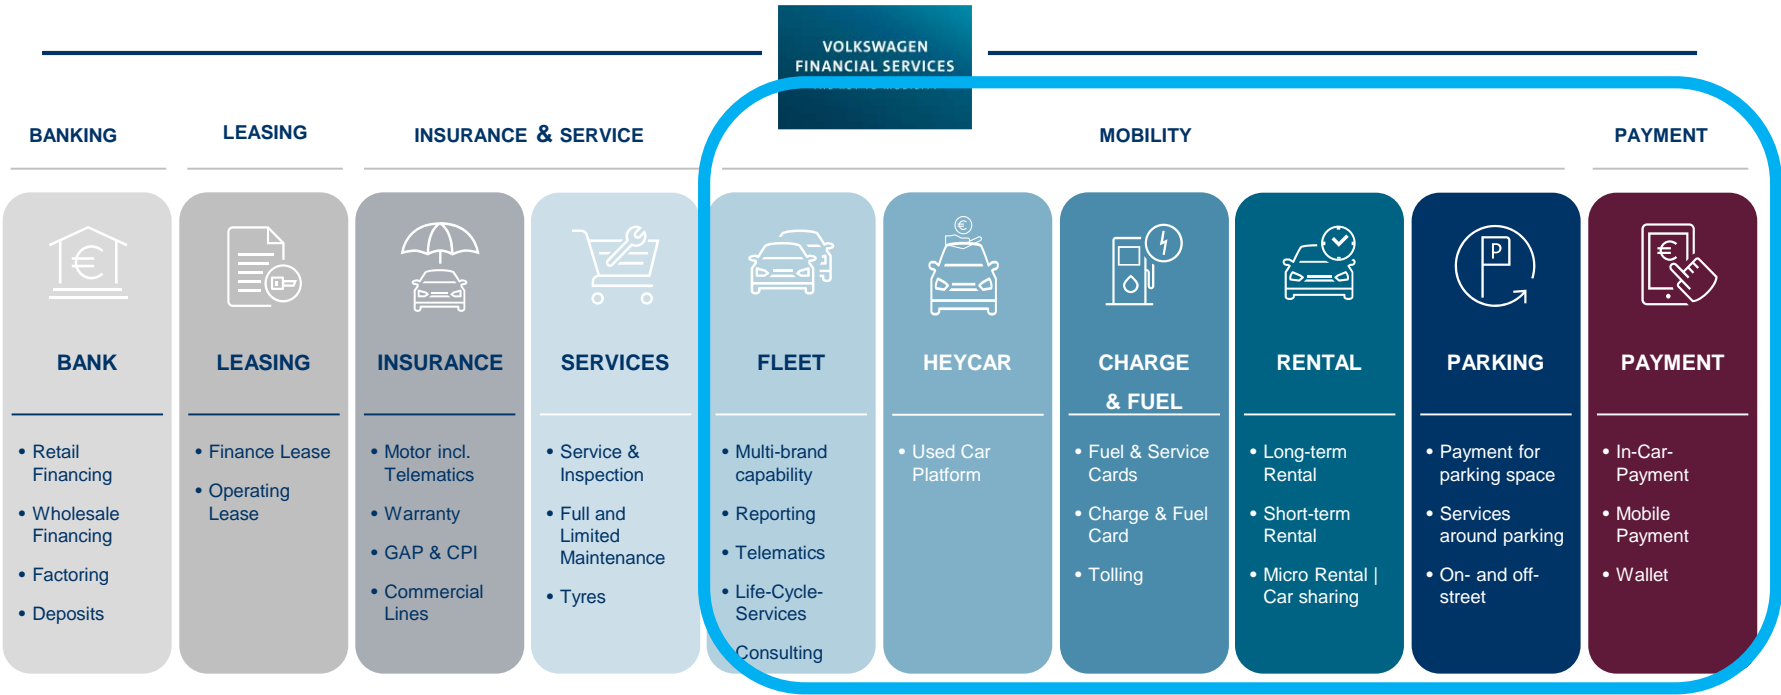 VOLKSWAGEN
FINANCIAL SERVICES
BANKING
LEASING
INSURANCE & SERVICE
MOBILITY
PAYMENT
BANK
• Retail
Financing
• Wholesale
Financing
• Factoring
• Deposits
LEASING
• Finance Lease
• Operating
Lease
INSURANCE
• Motor incl.
Telematics
• Warranty
• GAP & CPI
• Commercial
Lines
SERVICES
• Service &
Inspection
• Full and
Limited
Maintenance
• Tyres
FLEET
• Multi-brand
capability
• Reporting
• Telematics
• Life-Cycle-
Services
Consulting
HEYCAR
€
• Used Car
Platform
CHARGE
& FUEL
• Fuel & Service
Cards
• Charge & Fuel
Card
• Tolling
RENTAL
• Long-term
Rental
• Short-term
Rental
• Micro Rental |
Car sharing
P
PARKING
• Payment for
parking space
• Services
around parking
• On- and off-
street
€
PAYMENT
• In-Car-
Payment
• Mobile
Payment
• Wallet